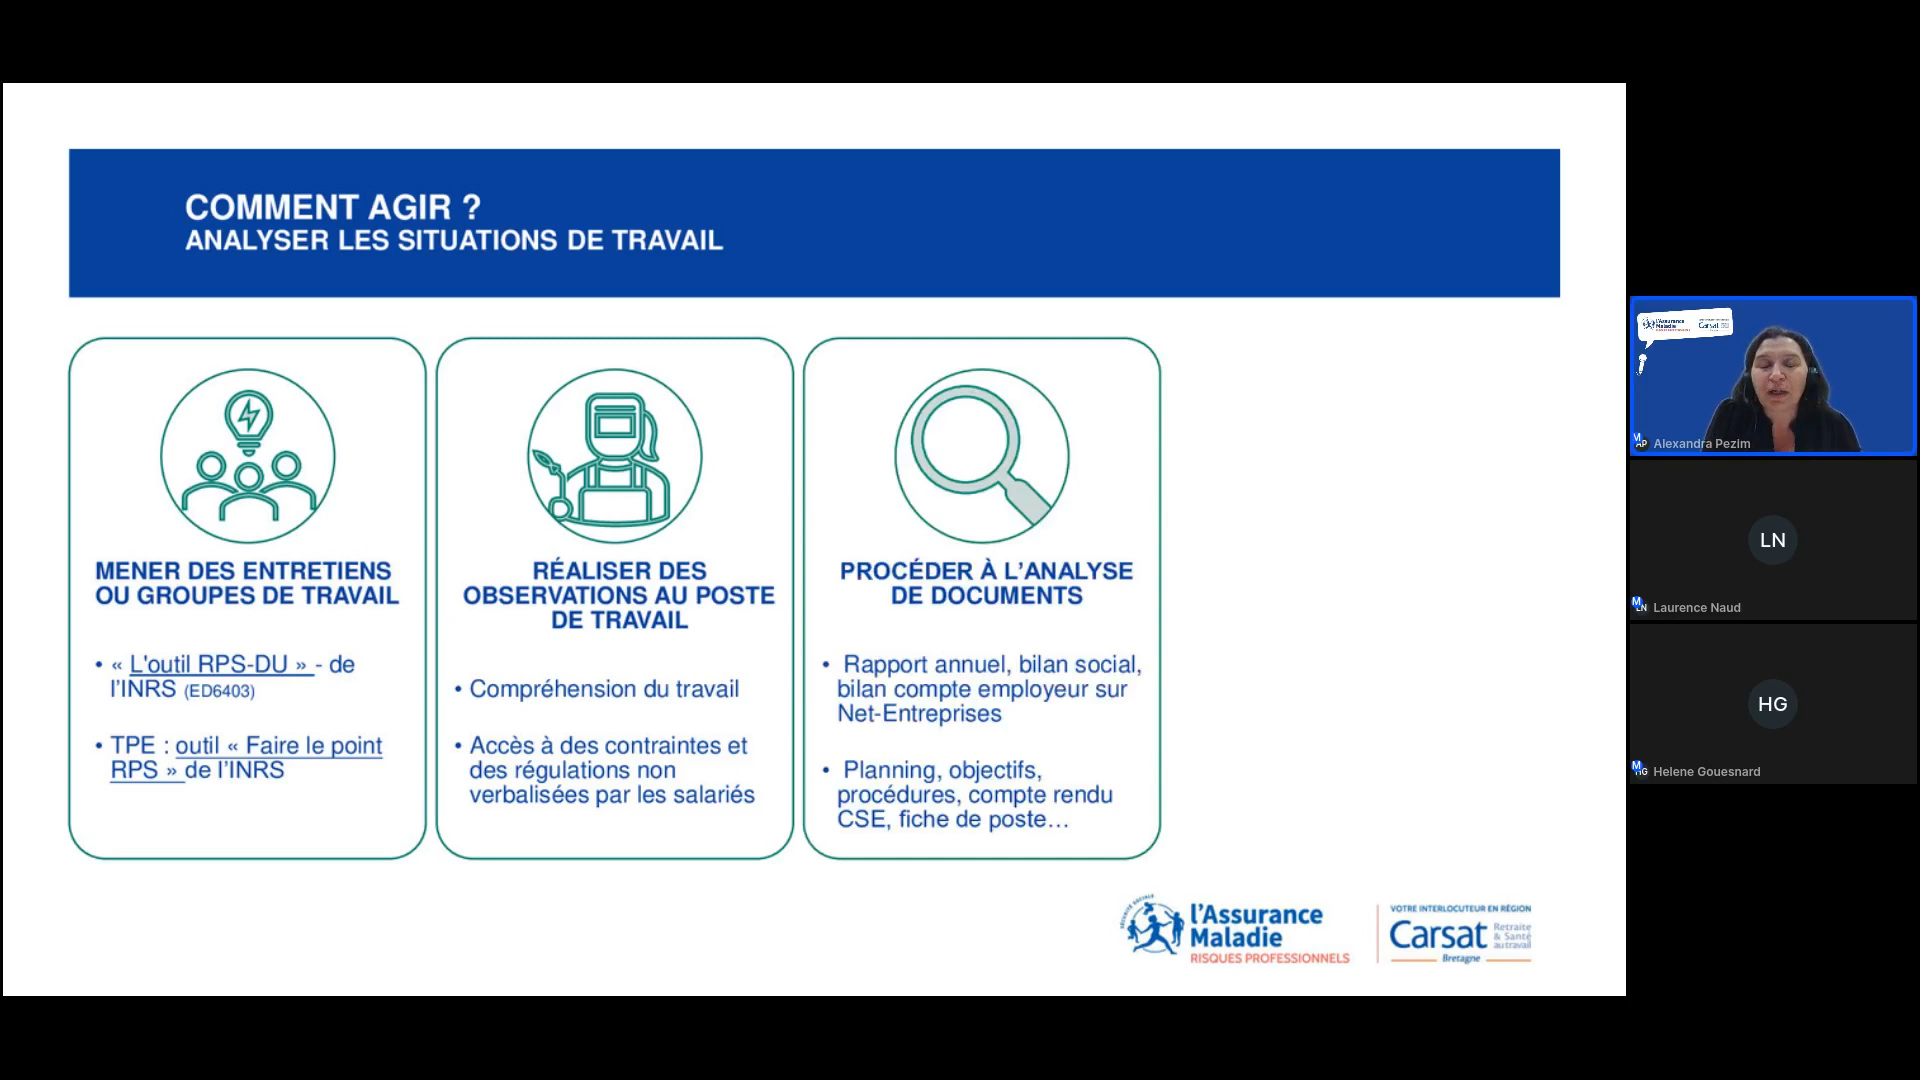 COMMENT AGIR ?
ANALYSER LES SITUATIONS DE TRAVAIL
MENER DES ENTRETIENS
OU GROUPES DE TRAVAIL
• « L'outil RPS-DU » - de
l'INRS (ED6403)
• TPE : outil « Faire le point
RPS » de l'INRS
RÉALISER DES
OBSERVATIONS AU POSTE
DE TRAVAIL
• Compréhension du travail
• Accès à des contraintes et
des régulations non
verbalisées par les salariés
PROCÉDER À L'ANALYSE
DE DOCUMENTS
• Rapport annuel, bilan social,
bilan compte employeur sur
Net-Entreprises
• Planning, objectifs,
procédures, compte rendu
CSE, fiche de poste…
l'Assurance
Maladie
RISQUES PROFESSIONNELS
VOTRE INTERLOCUTEUR EN RÉGION
Carsat
Retraite
& Santé
au travail
Bretagne
l'Assurance
Maladie
Carsat
Alexandra Pezim
LN
Laurence Naud
HG
Helene Gouesnard